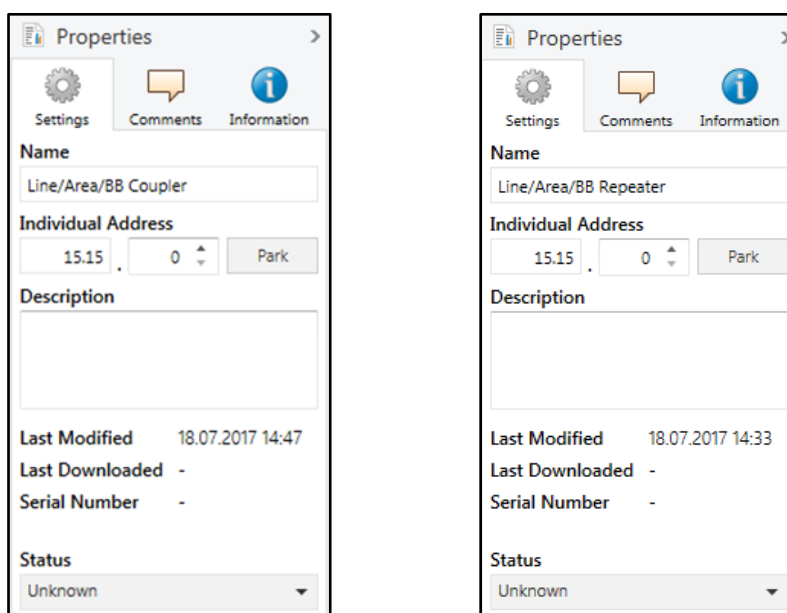 Properties
Settings Comments Information
Name
Line/Area/BB Coupler
Individual Address
15.15 . 0 Park
Description
Last Modified 18.07.2017 14:47
Last Downloaded -
Serial Number -
Status
Unknown
Properties
Settings Comments Information
Name
Line/Area/BB Repeater
Individual Address
15.15 . 0 Park
Description
Last Modified 18.07.2017 14:33
Last Downloaded -
Serial Number -
Status
Unknown